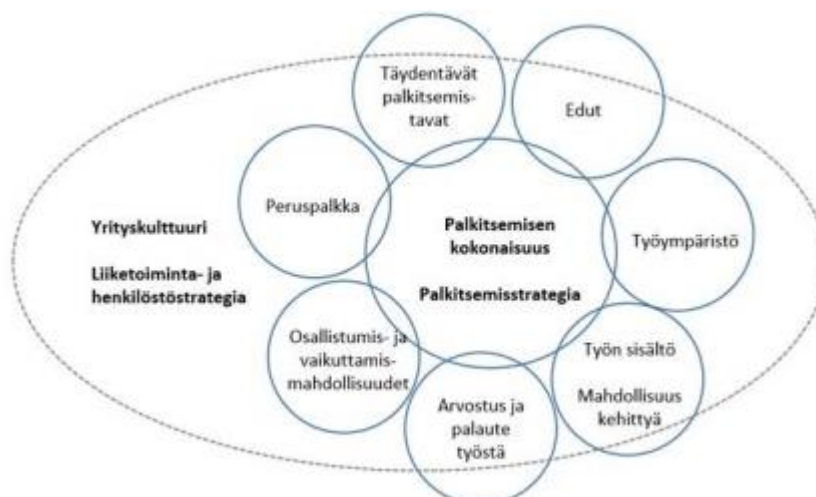 Täydentävät
palkitsemis-
tavat
Edut
Peruspalkka
Yrityskulttuuri
Liiketoiminta- ja
henkilöstöstrategia
Palkitsemisen
kokonaisuus
Palkitsemisstrategia
Työympäristö
Osallistumis- ja
vaikuttamis-
mahdollisuudet
Arvostus ja
palaute
työstä
Työn sisältö
Mahdollisuus
kehittyä